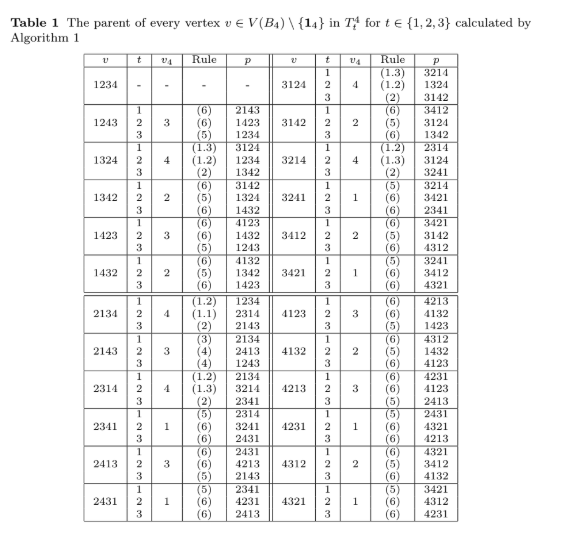 Table 1 The parent of every vertex v ∈ V(B₄) \ {1₄} in Tₜ⁴ for t ∈ {1, 2, 3} calculated by
Algorithm 1
v t v₄ Rule p v t v₄ Rule p
1 (1.3) 3214
1234 - - - - 3124 2 4 (1.2) 1324
3 (2) 3142
1 (6) 2143 1 (6) 3412
1243 2 3 (6) 1423 3142 2 2 (5) 3124
3 (5) 1234 3 (6) 1342
1 (1.3) 3124 1 (1.2) 2314
1324 2 4 (1.2) 1234 3214 2 4 (1.3) 3124
3 (2) 1342 3 (2) 3241
1 (6) 3142 1 (5) 3214
1342 2 2 (5) 1324 3241 2 1 (6) 3421
3 (6) 1432 3 (6) 2341
1 (6) 4123 1 (6) 3421
1423 2 3 (6) 1432 3412 2 2 (5) 3142
3 (5) 1243 3 (6) 4312
1 (6) 4132 1 (5) 3241
1432 2 2 (5) 1342 3421 2 1 (6) 3412
3 (6) 1423 3 (6) 4321
1 (1.2) 1234 1 (6) 4213
2134 2 4 (1.1) 2314 4123 2 3 (6) 4132
3 (2) 2143 3 (5) 1423
1 (3) 2134 1 (6) 4312
2143 2 3 (4) 2413 4132 2 2 (5) 1432
3 (4) 1243 3 (6) 4123
1 (1.2) 2134 1 (6) 4231
2314 2 4 (1.3) 3214 4213 2 3 (6) 4123
3 (2) 2341 3 (5) 2413
1 (5) 2314 1 (5) 2431
2341 2 1 (6) 3241 4231 2 1 (6) 4321
3 (6) 2431 3 (6) 4213
1 (6) 2431 1 (6) 4321
2413 2 3 (6) 4213 4312 2 2 (5) 3412
3 (5) 2143 3 (6) 4132
1 (5) 2341 1 (5) 3421
2431 2 1 (6) 4231 4321 2 1 (6) 4312
3 (6) 2413 3 (6) 4231